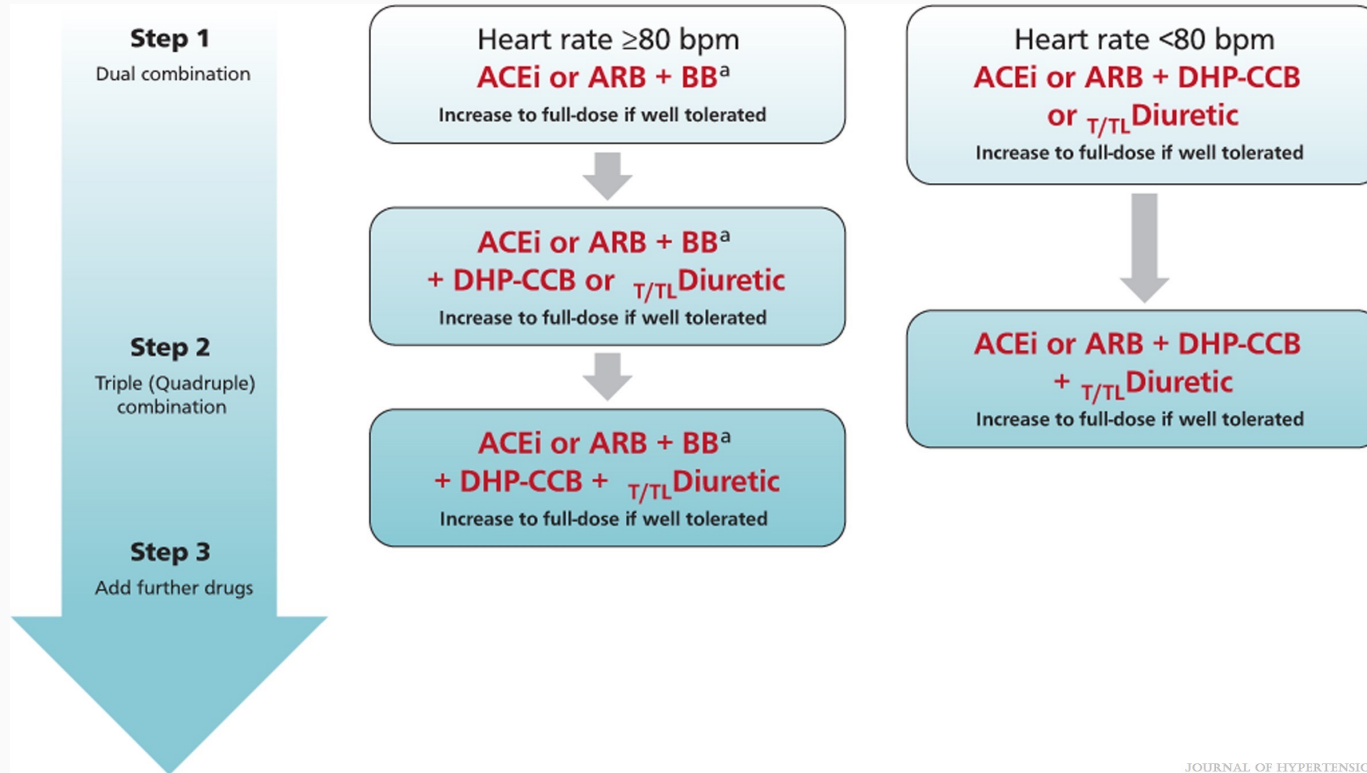 Step 1
Dual combination
Step 2
Triple (Quadruple)
combination
Step 3
Add further drugs
Heart rate ≥80 bpm
ACEi or ARB + BBᵃ
Increase to full-dose if well tolerated
ACEi or ARB + BBᵃ
+ DHP-CCB or T/TLDiuretic
Increase to full-dose if well tolerated
ACEi or ARB + BBᵃ
+ DHP-CCB + T/TLDiuretic
Increase to full-dose if well tolerated
Heart rate <80 bpm
ACEi or ARB + DHP-CCB
or T/TLDiuretic
Increase to full-dose if well tolerated
ACEi or ARB + DHP-CCB
+ T/TLDiuretic
Increase to full-dose if well tolerated
JOURNAL OF